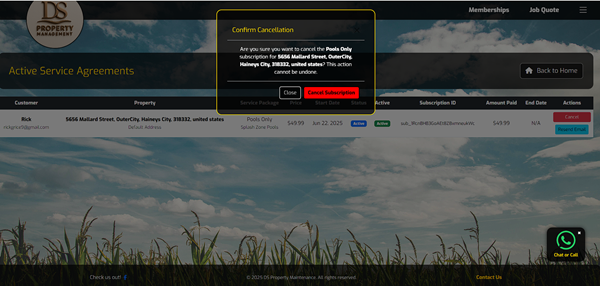 DS
PROPERTY
MANAGEMENT
Memberships
Job Quote
Confirm Cancellation
Are you sure you want to cancel the Pools Only
subscription for 5656 Mallard Street, OuterCity,
Haineys City, 318332, united states? This action
cannot be undone.
Close
Cancel Subscription
Active Service Agreements
Back to Home
Customer
Property
Service Package
Price
Start Date
Status
Active
Subscription ID
Amount Paid
End Date
Actions
Rick
5656 Mallard Street, OuterCity, Haineys City, 318332, united states
Pools Only
$49.99
Jun 22, 2025
Active
Active
$49.99
N/A
Cancel
Default Address
Splash Zone Pools
Resend Email
Chat or Call
Check us out!
© 2025 DS Property Maintenance. All rights reserved.
Contact Us